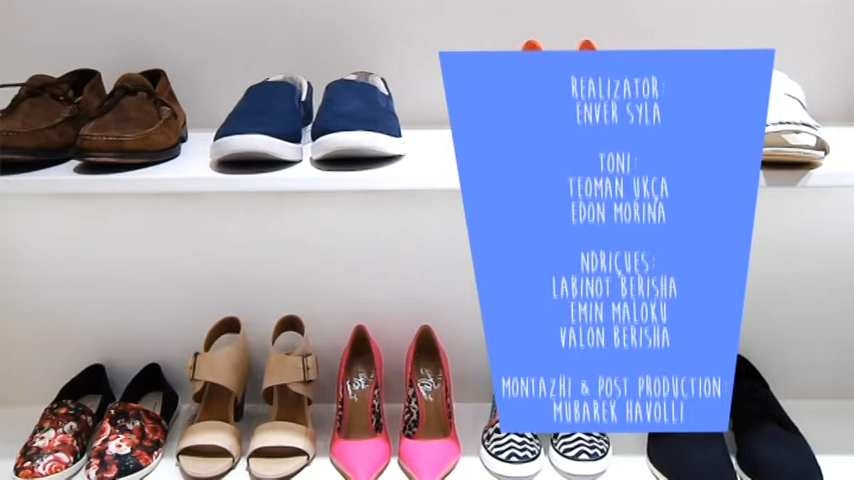 REALIZATOR:
ENVER SYLA
TONI:
TEOMAN UKÇA
EDON MORINA
NDRIÇUES:
LABINOT BERISHA
EMIN MALOKU
VALON BERISHA
MONTAZHI & POST PRODUCTION:
MUBAREK HAVOLLI